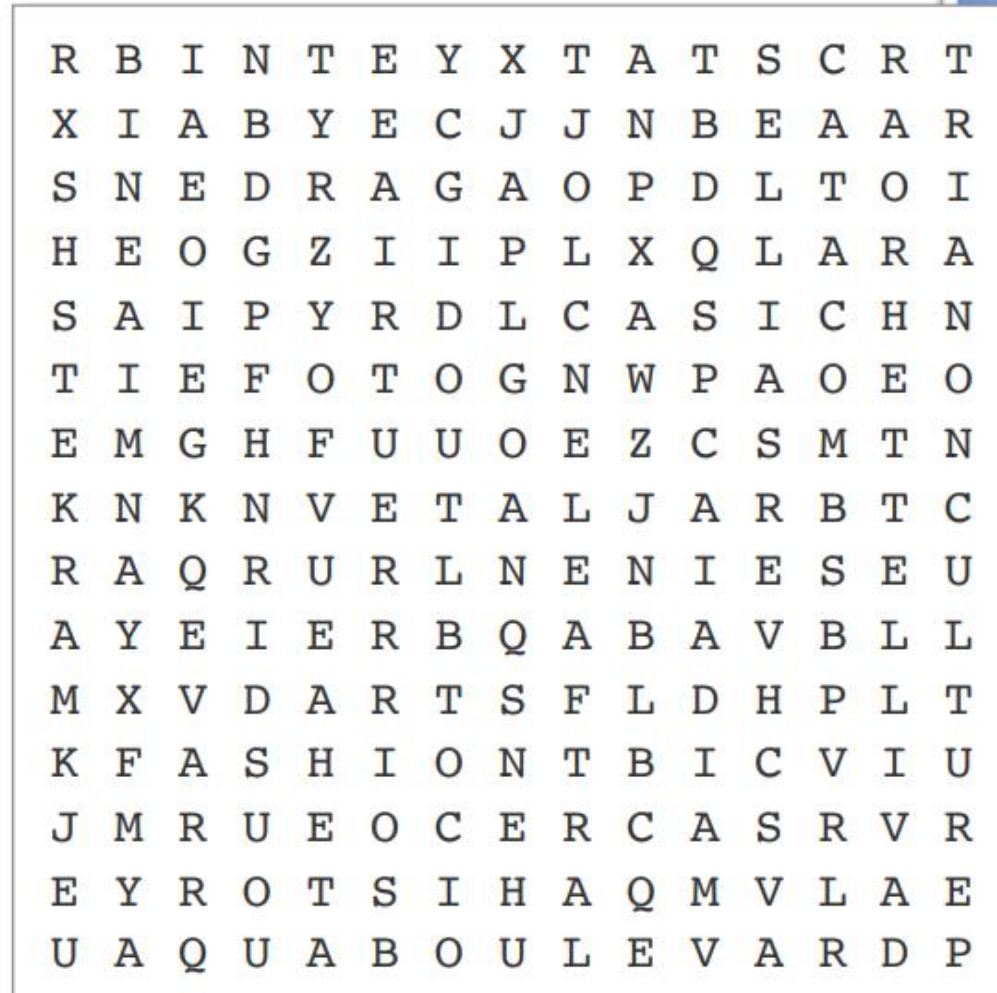 R B I N T E Y X T A T S C R T
X I A B Y E C J J N B E A A R
S N E D R A G A O P D L T O I
H E O G Z I I P L X Q L A R A
S A I P Y R D L C A S I C H N
T I E F O T O G N W P A O E O
E M G H F U U O E Z C S M T N
K N K N V E T A L J A R B T C
R A Q R U R L N E N I E S E U
A Y E I E R B Q A B A V B L L
M X V D A R T S F L D H P L T
K F A S H I O N T B I C V I U
J M R U E O C E R C A S R V R
E Y R O T S I H A Q M V L A E
U A Q U A B O U L E V A R D P